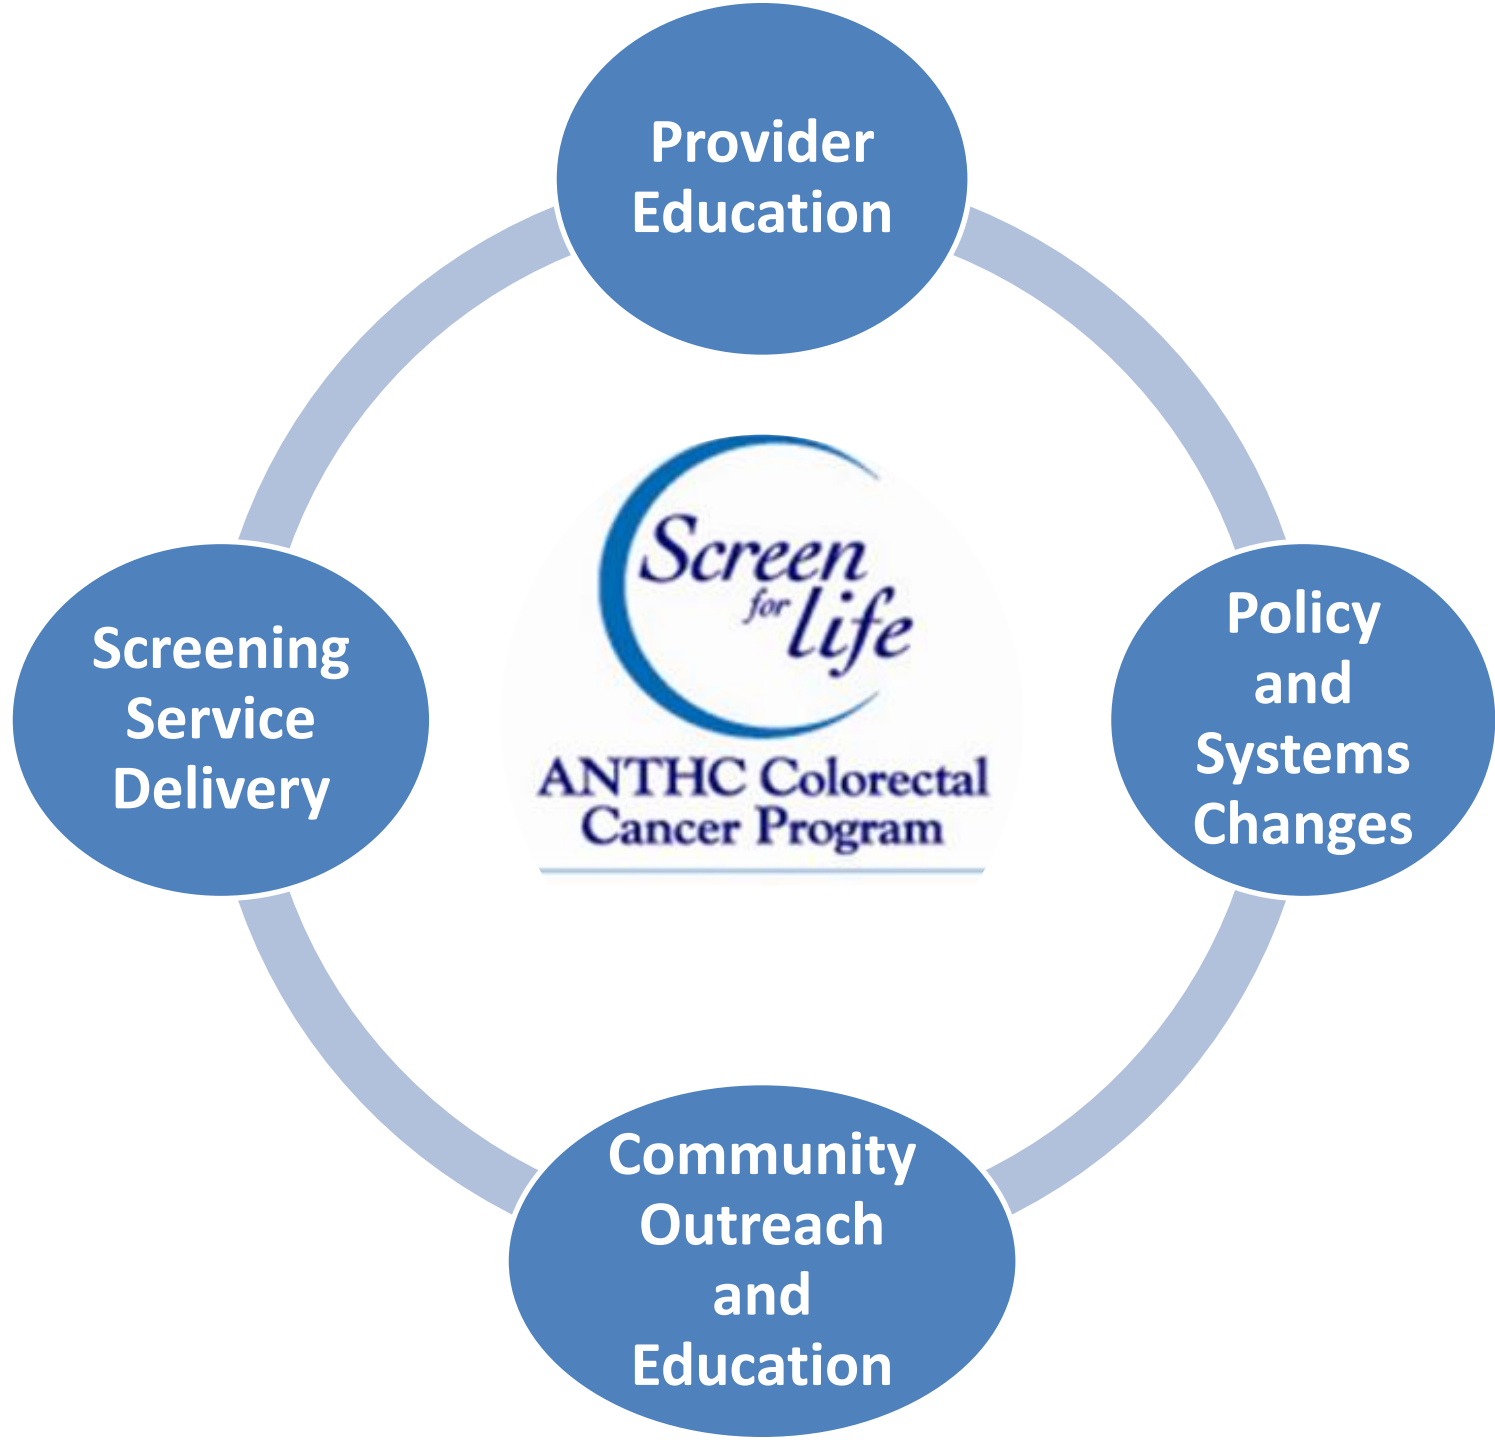 Provider
Education
Screen
for
life
ANTHC Colorectal
Cancer Program
Screening
Service
Delivery
Policy
and
Systems
Changes
Community
Outreach
and
Education